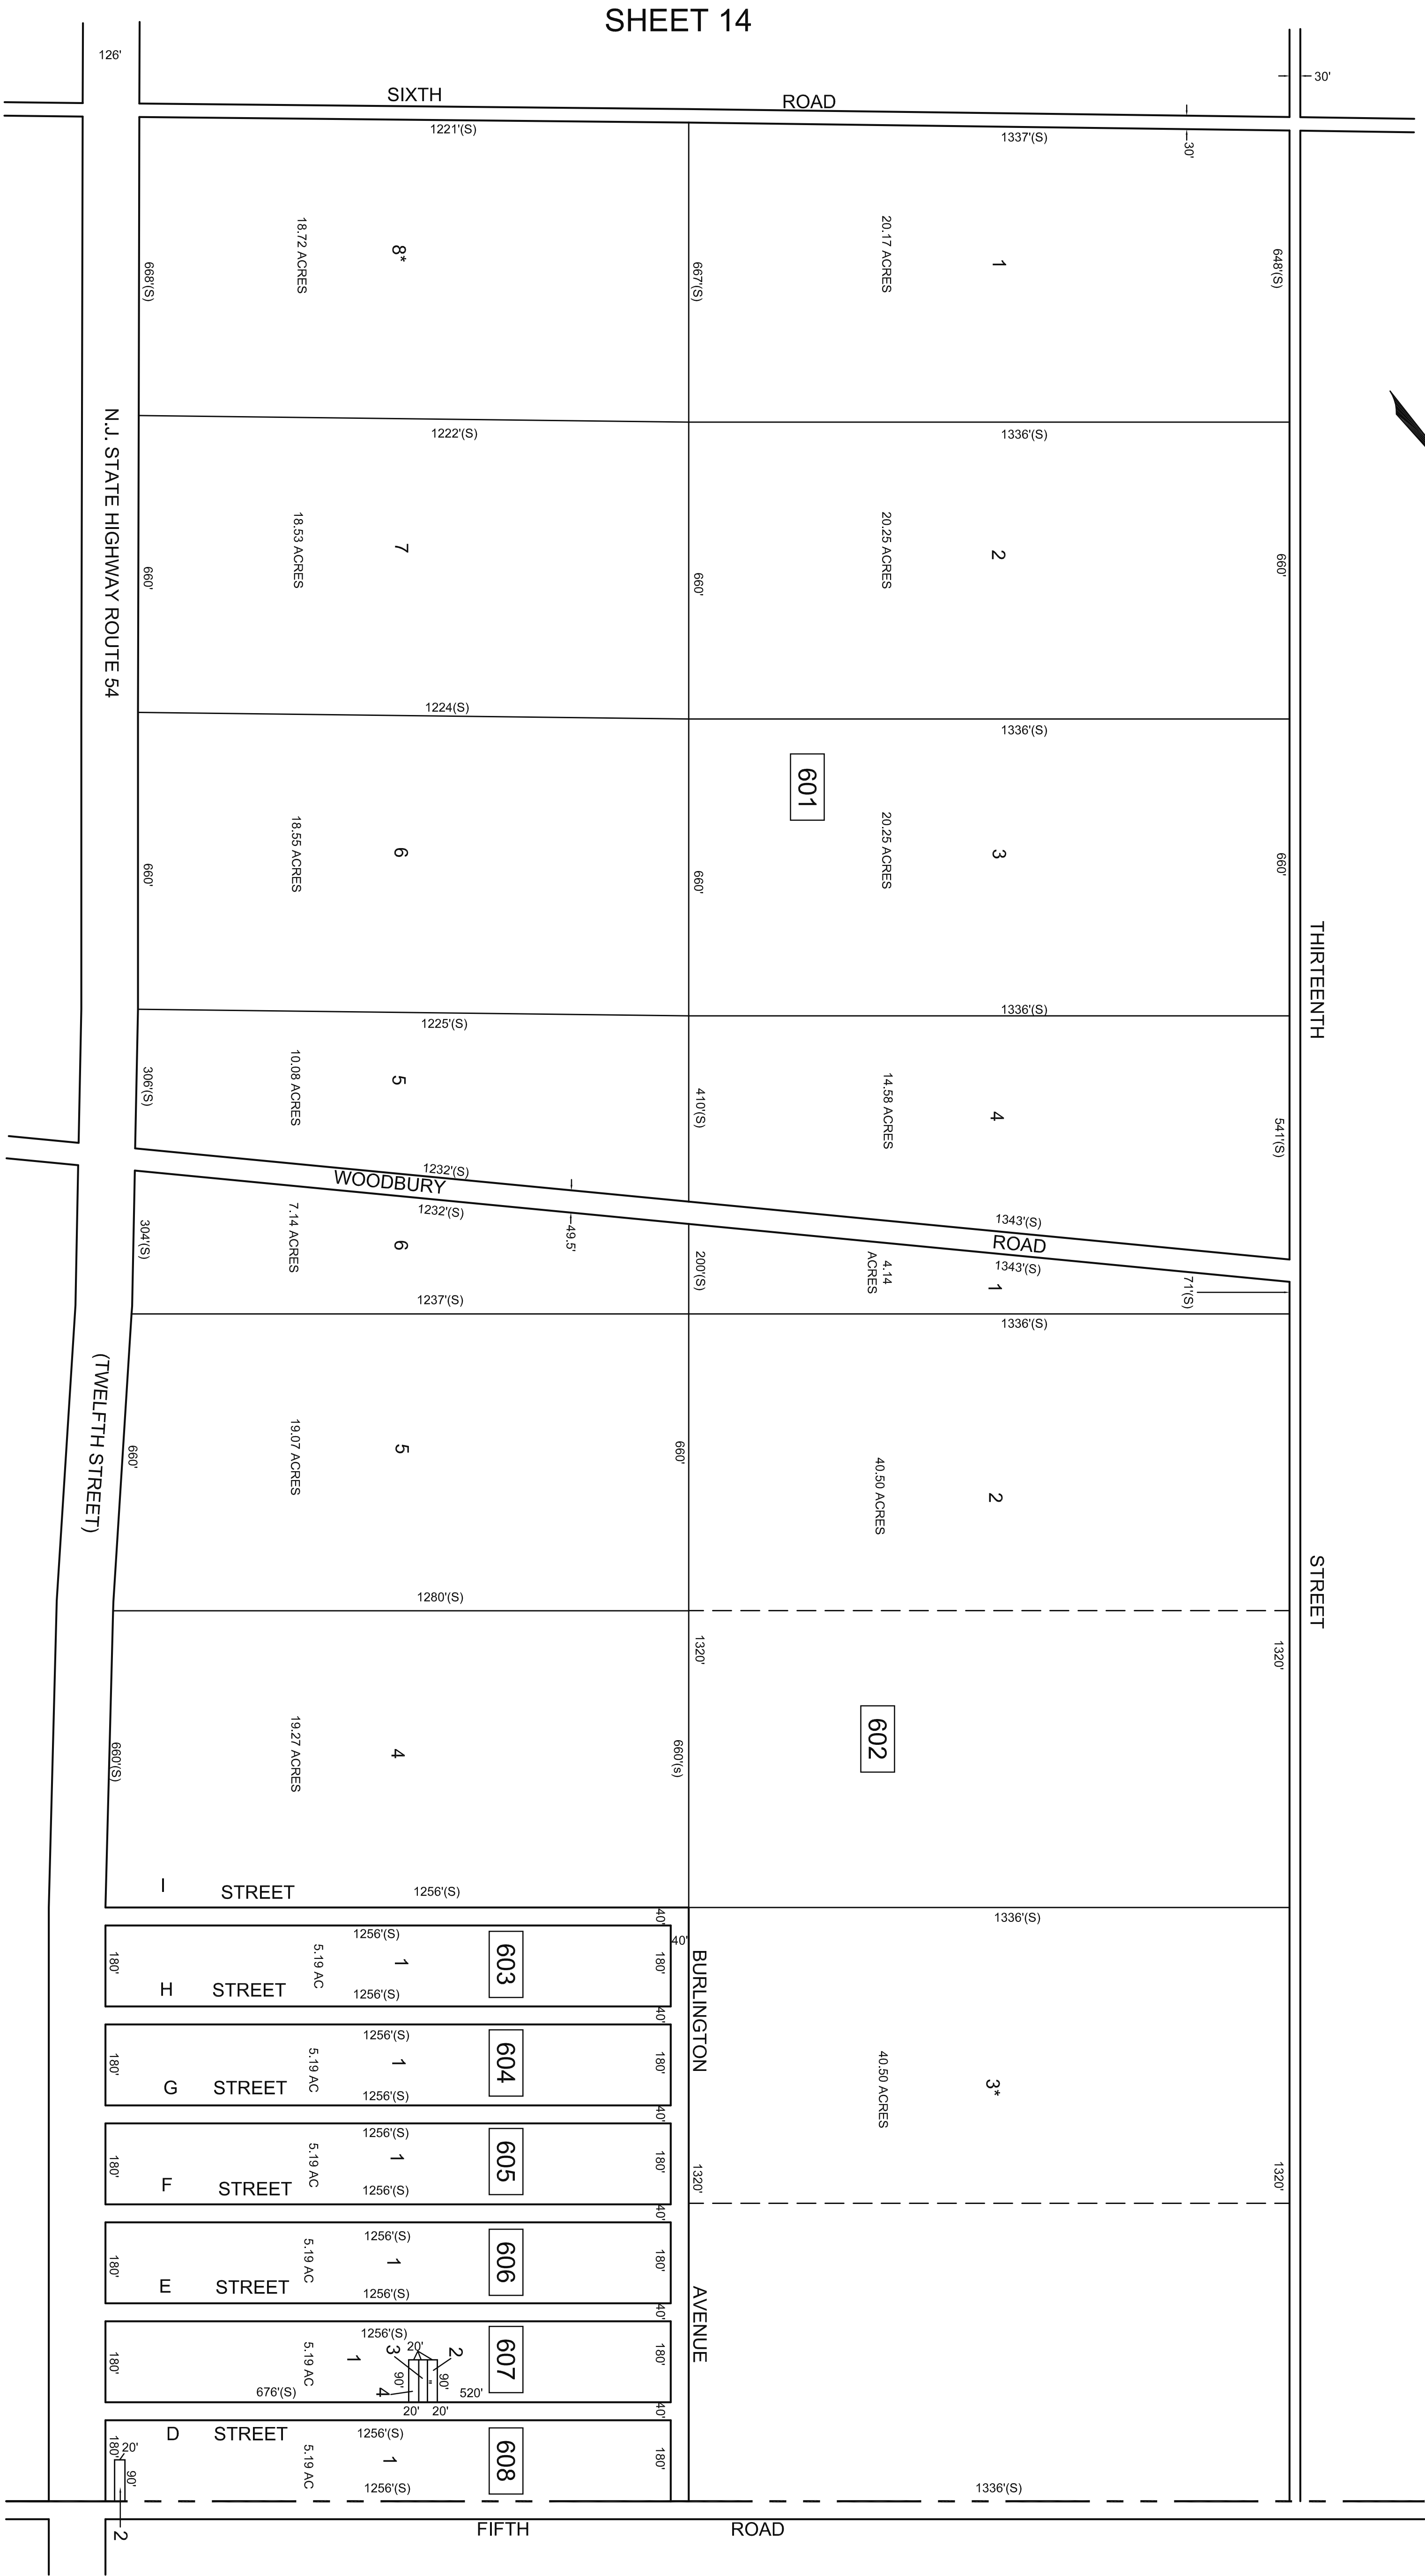 SHEET 14
126'
30'
SIXTH ROAD
1221'(S)
1337'(S)
30'
668'(S)
18.72 ACRES
8*
667'(S)
20.17 ACRES
1
648'(S)
1222'(S)
1336'(S)
N.J. STATE HIGHWAY ROUTE 54
660'
18.53 ACRES
7
660'
20.25 ACRES
2
660'
1224(S)
1336'(S)
601
660'
18.55 ACRES
6
660'
20.25 ACRES
3
660'
THIRTEENTH STREET
1225'(S)
1336'(S)
306'(S)
10.08 ACRES
5
410'(S)
14.58 ACRES
4
541'(S)
1232'(S)
WOODBURY ROAD
1343'(S)
1232'(S)
49.5'
1343'(S)
304'(S)
7.14 ACRES
6
200'(S)
4.14
ACRES
1
71'(S)
1237'(S)
1336'(S)
(TWELFTH STREET)
660'
19.07 ACRES
5
660'
40.50 ACRES
2
1280'(S)
1320'
1320'
602
660'(S)
19.27 ACRES
4
660'(s)
I STREET
1256'(S)
1336'(S)
40'
40'
BURLINGTON AVENUE
1256'(S)
180'
5.19 AC
1
603
180'
H STREET
1256'(S)
40'
1256'(S)
180'
5.19 AC
1
604
180'
G STREET
1256'(S)
40'
40.50 ACRES
3*
1256'(S)
180'
5.19 AC
1
605
180'
F STREET
1256'(S)
40'
1320'
1320'
1256'(S)
180'
5.19 AC
1
606
180'
E STREET
1256'(S)
40'
1256'(S)
180'
5.19 AC
1
3
20'
2
607
180'
90'
90'
4
676'(S)
520'
20'
20'
40'
D STREET
1256'(S)
180'
20'
90'
5.19 AC
1
608
180'
1256'(S)
1336'(S)
2
FIFTH ROAD